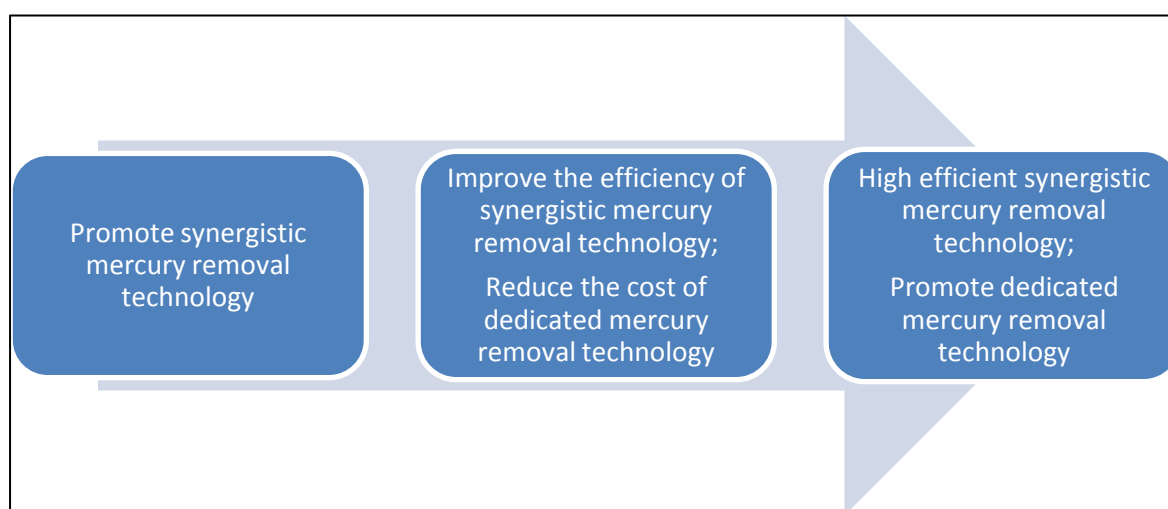 Promote synergistic
mercury removal
technology
Improve the efficiency of
synergistic mercury
removal technology;
Reduce the cost of
dedicated mercury
removal technology
High efficient synergistic
mercury removal
technology;
Promote dedicated
mercury removal
technology